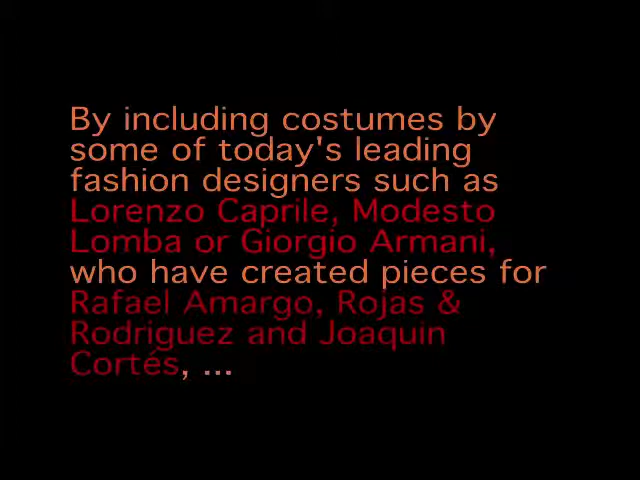 By including costumes by
some of today's leading
fashion designers such as
Lorenzo Caprile, Modesto
Lomba or Giorgio Armani,
who have created pieces for
Rafael Amargo, Rojas &
Rodriguez and Joaquin
Cortés, ...